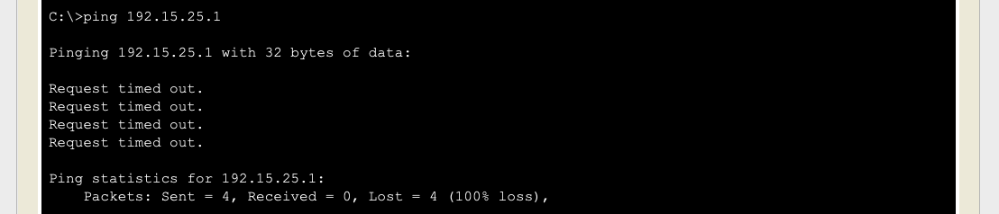 C:\>ping 192.15.25.1
Pinging 192.15.25.1 with 32 bytes of data:
Request timed out.
Request timed out.
Request timed out.
Request timed out.
Ping statistics for 192.15.25.1:
Packets: Sent = 4, Received = 0, Lost = 4 (100% loss),